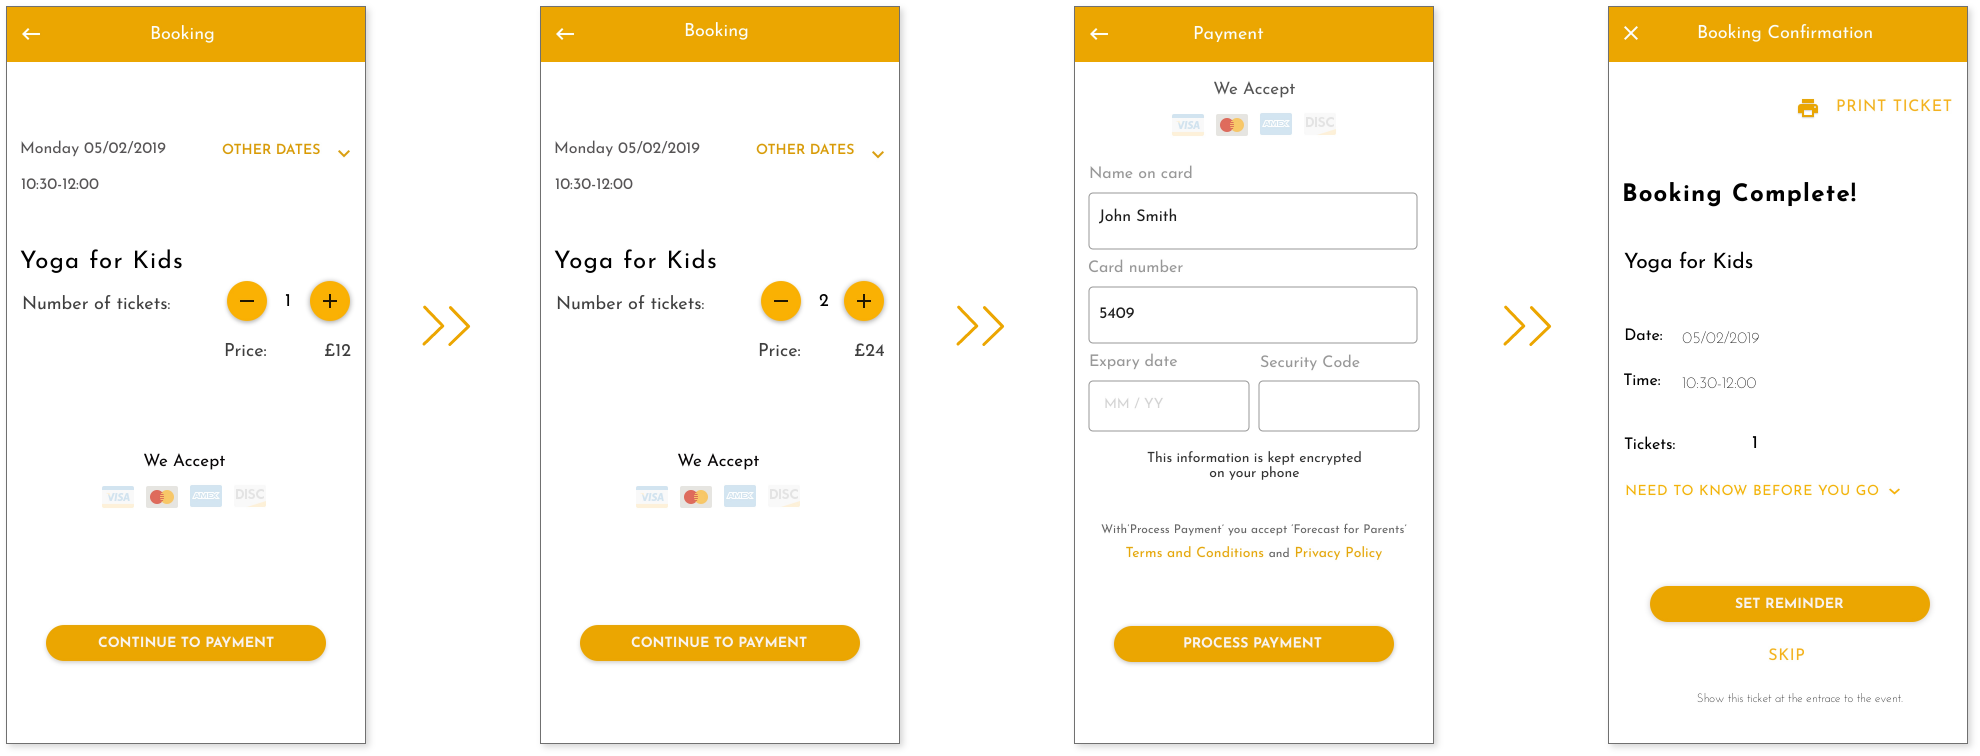 Booking
Monday 05/02/2019 OTHER DATES
10:30-12:00
Yoga for Kids
Number of tickets: 1
Price: £12
We Accept
VISA AMEX DISC
CONTINUE TO PAYMENT
Booking
Monday 05/02/2019 OTHER DATES
10:30-12:00
Yoga for Kids
Number of tickets: 2
Price: £24
We Accept
VISA AMEX DISC
CONTINUE TO PAYMENT
Payment
We Accept
VISA AMEX DISC
Name on card
John Smith
Card number
5409
Expary date Security Code
MM / YY
This information is kept encrypted
on your phone
With'Process Payment' you accept 'Forecast for Parents'
Terms and Conditions and Privacy Policy
PROCESS PAYMENT
Booking Confirmation
PRINT TICKET
Booking Complete!
Yoga for Kids
Date: 05/02/2019
Time: 10:30-12:00
Tickets: 1
NEED TO KNOW BEFORE YOU GO
SET REMINDER
SKIP
Show this ticket at the entrace to the event.